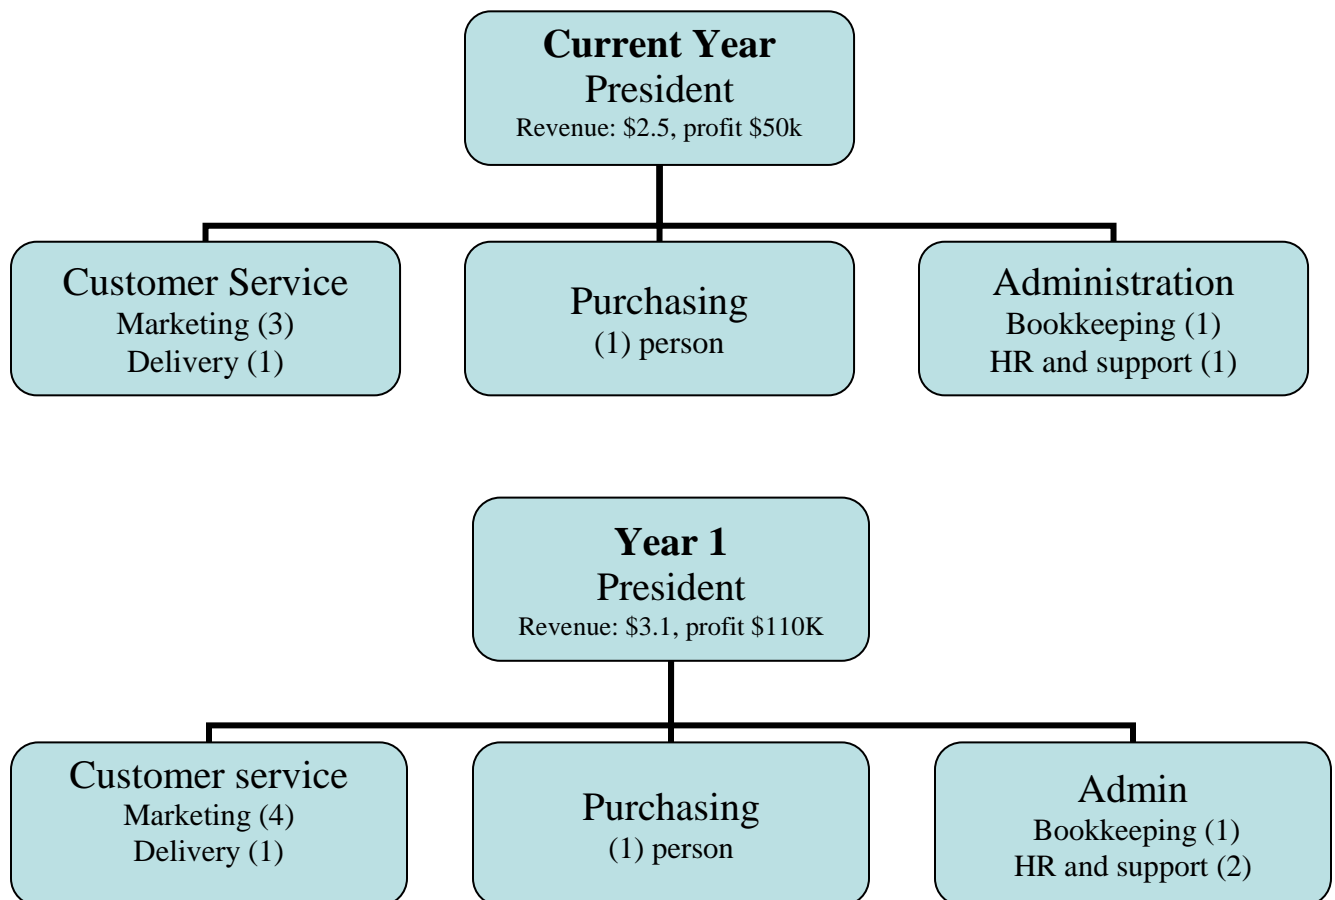 Current Year
President
Revenue: $2.5, profit $50k
Customer Service
Marketing (3)
Delivery (1)
Purchasing
(1) person
Administration
Bookkeeping (1)
HR and support (1)
Year 1
President
Revenue: $3.1, profit $110K
Customer service
Marketing (4)
Delivery (1)
Purchasing
(1) person
Admin
Bookkeeping (1)
HR and support (2)